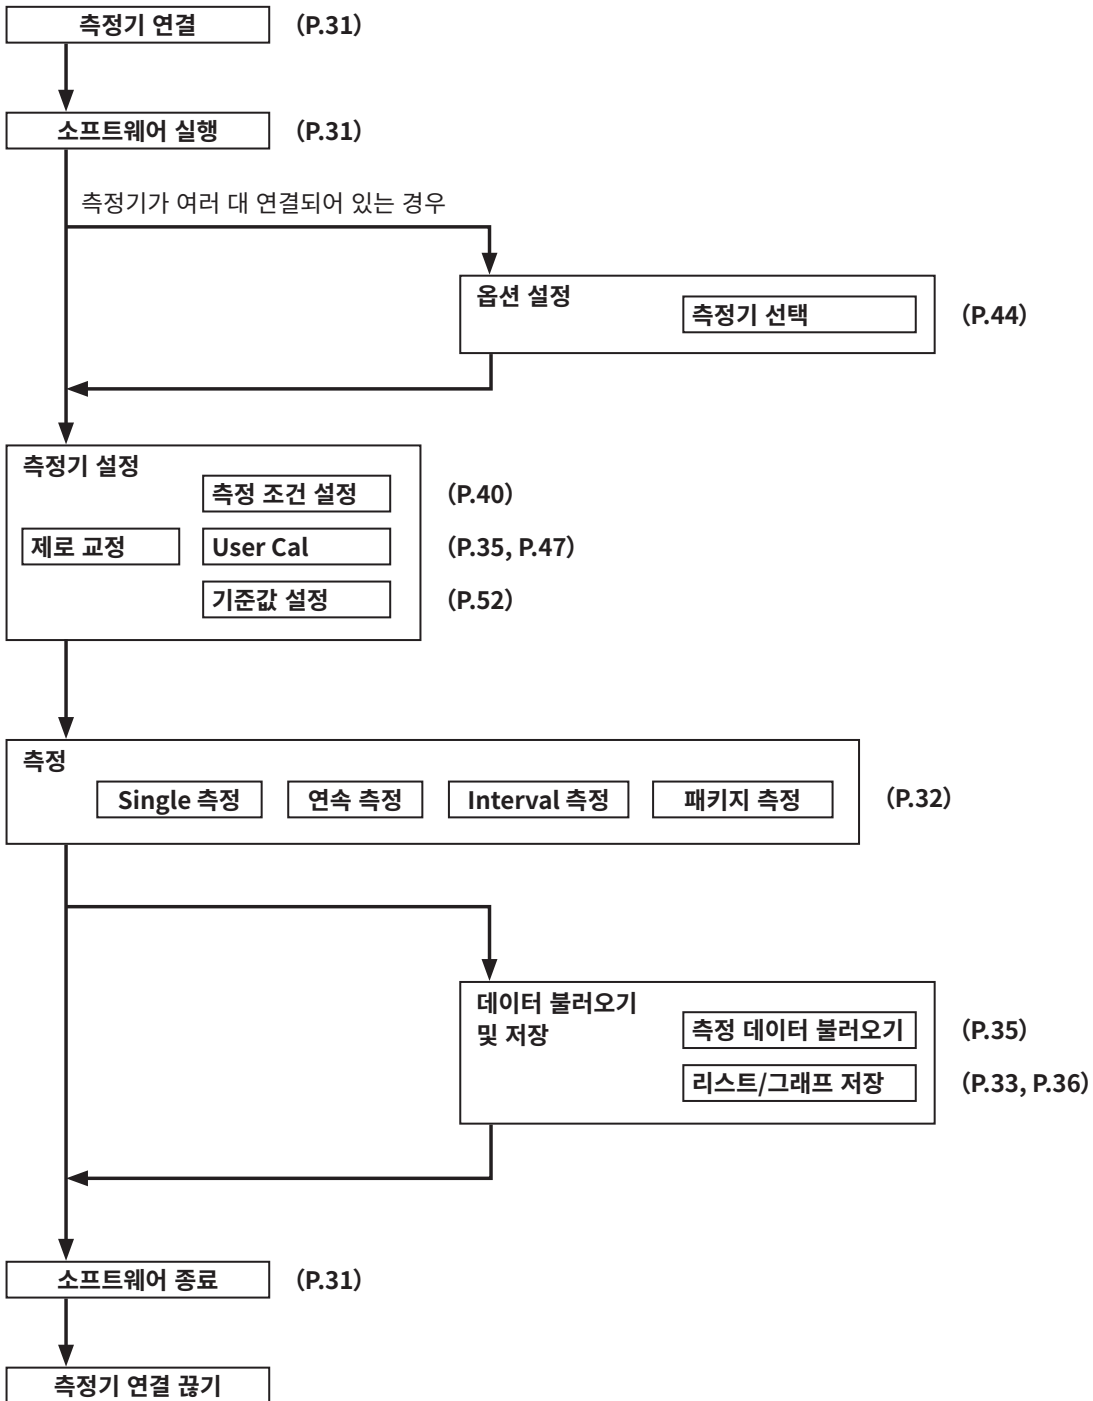 측정기 연결 (P.31)
소프트웨어 실행 (P.31)
측정기가 여러 대 연결되어 있는 경우
옵션 설정
측정기 선택 (P.44)
측정기 설정
측정 조건 설정 (P.40)
제로 교정 User Cal (P.35, P.47)
기준값 설정 (P.52)
측정
Single 측정 연속 측정 Interval 측정 패키지 측정 (P.32)
데이터 불러오기
및 저장
측정 데이터 불러오기 (P.35)
리스트/그래프 저장 (P.33, P.36)
소프트웨어 종료 (P.31)
측정기 연결 끊기